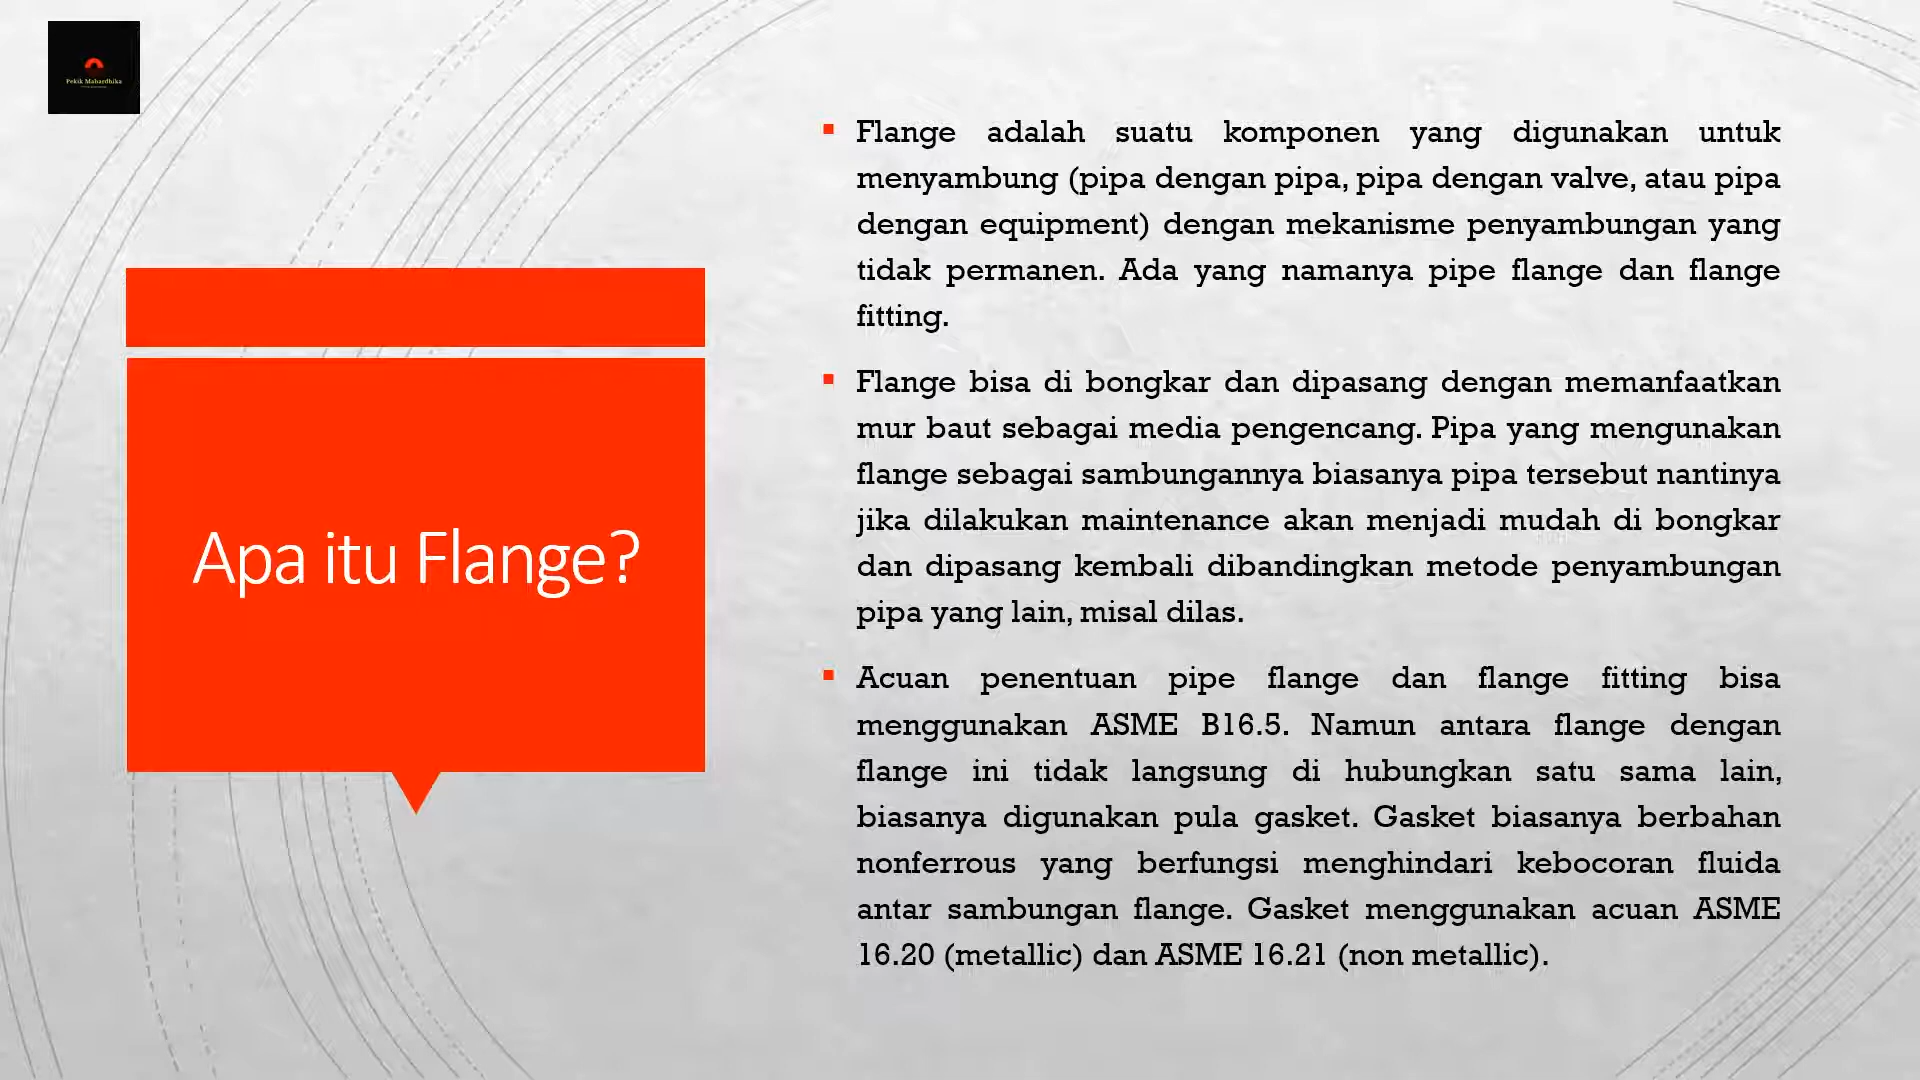 Pekik Mahardhika
Apa itu Flange?
Flange adalah suatu komponen yang digunakan untuk
menyambung (pipa dengan pipa, pipa dengan valve, atau pipa
dengan equipment) dengan mekanisme penyambungan yang
tidak permanen. Ada yang namanya pipe flange dan flange
fitting.
Flange bisa di bongkar dan dipasang dengan memanfaatkan
mur baut sebagai media pengencang. Pipa yang mengunakan
flange sebagai sambungannya biasanya pipa tersebut nantinya
jika dilakukan maintenance akan menjadi mudah di bongkar
dan dipasang kembali dibandingkan metode penyambungan
pipa yang lain, misal dilas.
Acuan penentuan pipe flange dan flange fitting bisa
menggunakan ASME B16.5. Namun antara flange dengan
flange ini tidak langsung di hubungkan satu sama lain,
biasanya digunakan pula gasket. Gasket biasanya berbahan
nonferrous yang berfungsi menghindari kebocoran fluida
antar sambungan flange. Gasket menggunakan acuan ASME
16.20 (metallic) dan ASME 16.21 (non metallic).